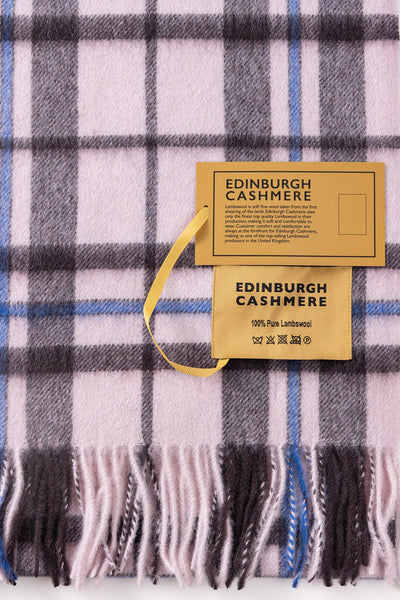 EDINBURGH
CASHMERE
Lambswool is soft fine wool taken from the first
shearing of the lamb. Edinburgh Cashmere uses
only the finest top quality Lambswool in their
production, making it soft and comfortable to
wear. Customer comfort and satisfaction are
always at the forefront for Edinburgh Cashmere,
making us one of the top-selling Lambswool
producers in the United Kingdom.
EDINBURGH
CASHMERE
100% Pure Lambswool